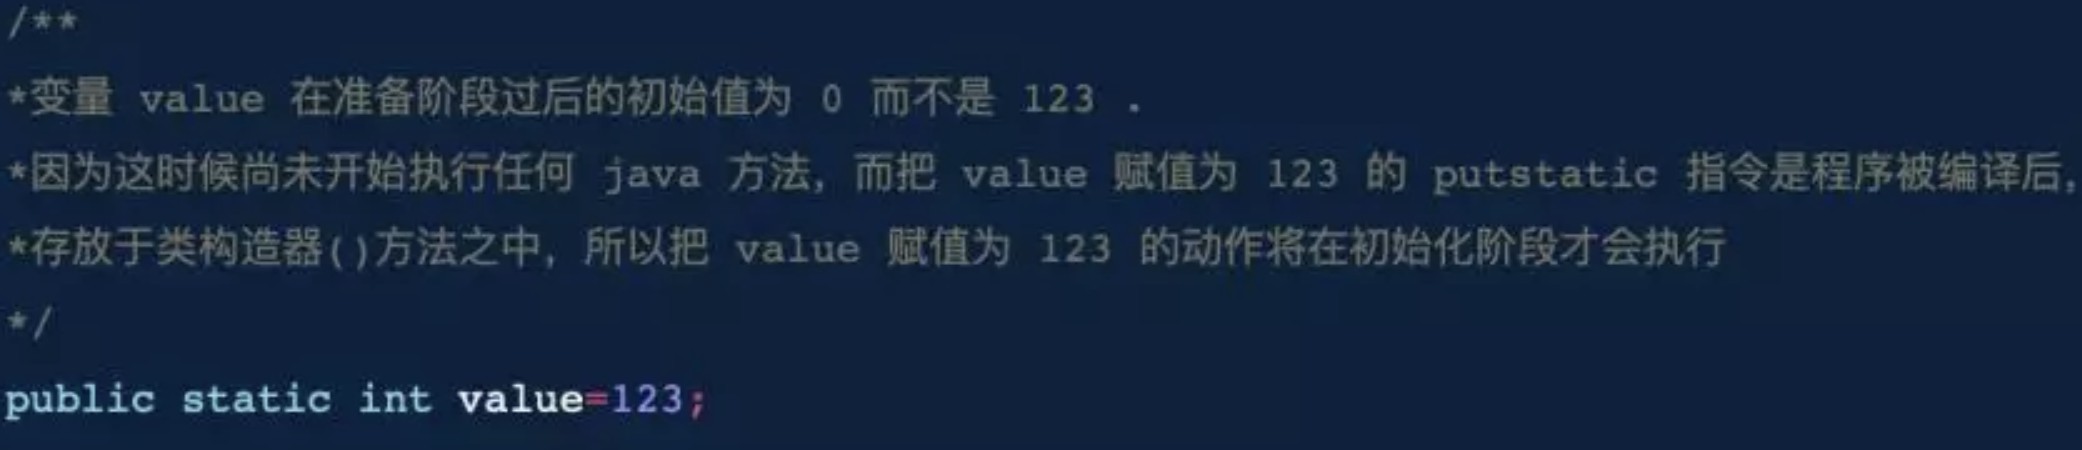 /**
*变量 value 在准备阶段过后的初始值为 0 而不是 123 .
*因为这时候尚未开始执行任何 java 方法，而把 value 赋值为 123 的 putstatic 指令是程序被编译后，
*存放于类构造器()方法之中，所以把 value 赋值为 123 的动作将在初始化阶段才会执行
*/
public static int value=123;